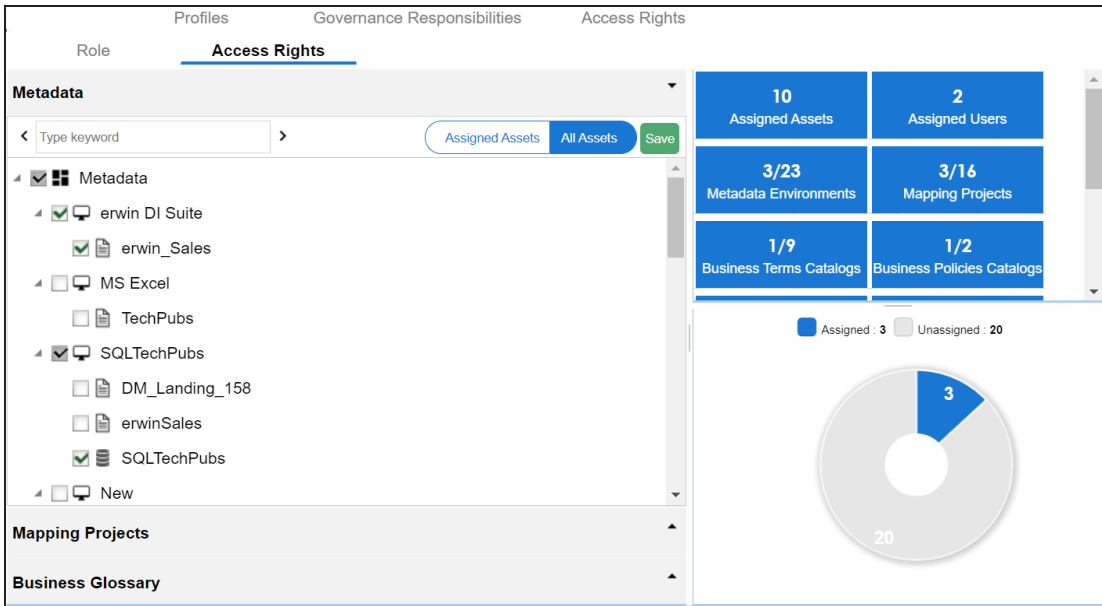 Profiles Governance Responsibilities Access Rights
Role Access Rights
Metadata
Type keyword
Assigned Assets All Assets Save
Metadata
erwin DI Suite
erwin_Sales
MS Excel
TechPubs
SQLTechPubs
DM_Landing_158
erwinSales
SQLTechPubs
New
Mapping Projects
Business Glossary
10
Assigned Assets
2
Assigned Users
3/23
Metadata Environments
3/16
Mapping Projects
1/9
Business Terms Catalogs
1/2
Business Policies Catalogs
Assigned : 3 Unassigned : 20
3
20